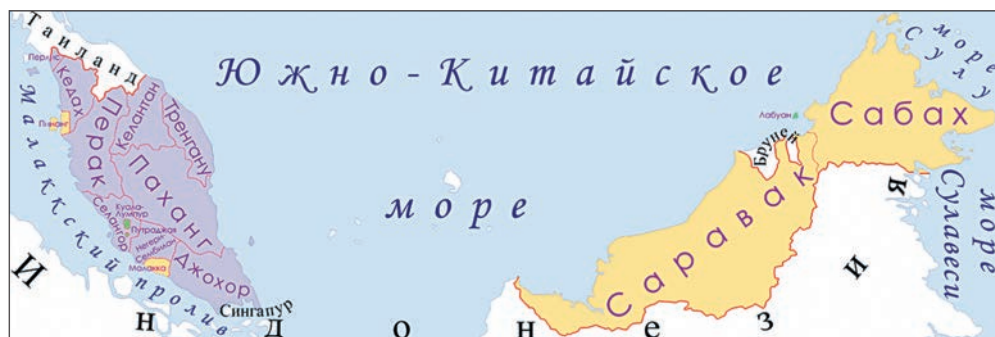 Таиланд
Перлис
Кедах
Пинанг
Перак
Келантан
Тренгану
Паханг
Селангор
Куала-
Лумпур
Путраджая
Негери-
Сембилан
Малакка
Джохор
Сингапур
Малаккский пролив
Южно-Китайское
море
Лабуан
Бруней
Сабах
Саравак
море
Сулу
море
Сулавеси
Индонезия